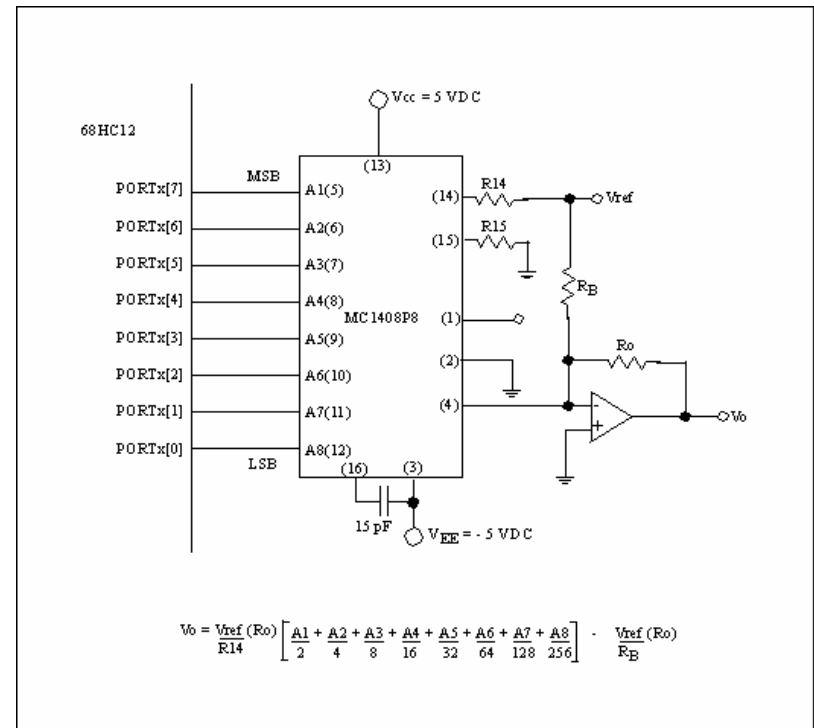 Vcc = 5 VDC
68HC12
(13)
PORTx[7] MSB A1(5) (14) R14 Vref
PORTx[6] A2(6) (15) R15
PORTx[5] A3(7)
PORTx[4] A4(8) RB
PORTx[3] MC1408P8 (1)
A5(9) Ro
PORTx[2] A6(10) (2)
PORTx[1] A7(11) (4) - Vo
+
PORTx[0] A8(12)
LSB (16) (3)
15 pF VEE = - 5 VDC
Vo = Vref (Ro) [ A1 + A2 + A3 + A4 + A5 + A6 + A7 + A8 ] - Vref (Ro)
R14 2 4 8 16 32 64 128 256 RB